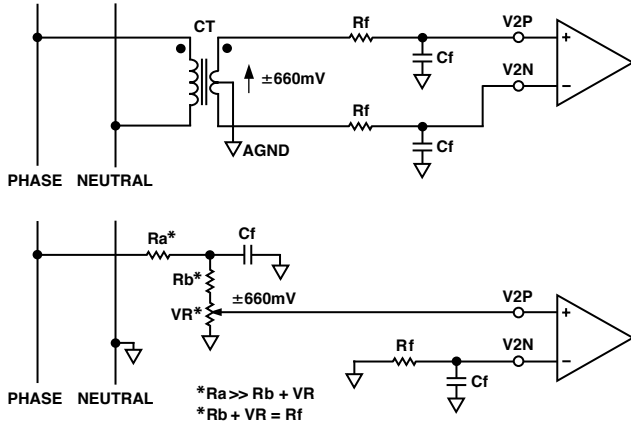 CT
Rf
V2P
+
Cf
±660mV
V2N
Rf
−
Cf
AGND
PHASE NEUTRAL
Ra*
Cf
Rb*
±660mV
VR*
V2P
+
Rf
V2N
−
Cf
PHASE NEUTRAL
*Ra >> Rb + VR
*Rb + VR = Rf